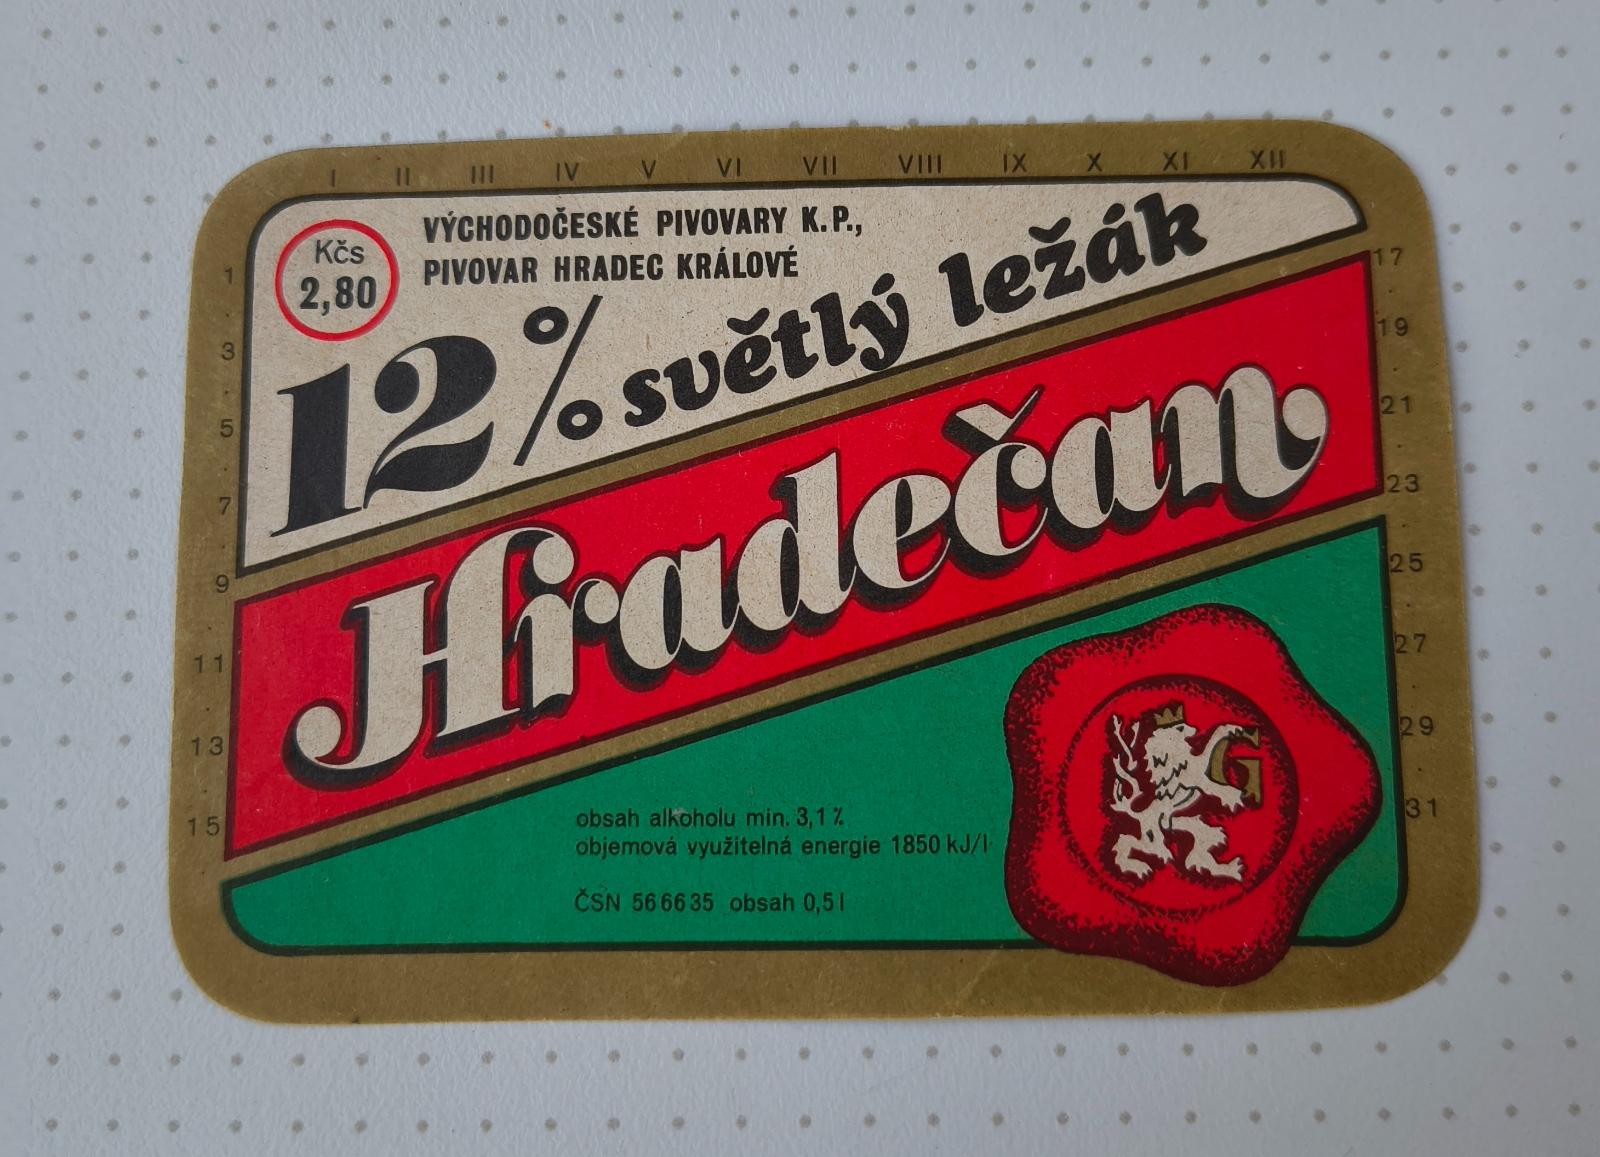 I II III IV V VI VII VIII IX X XI XII
Kčs
2,80
VÝCHODOČESKÉ PIVOVARY K.P.,
PIVOVAR HRADEC KRÁLOVÉ
12% světlý ležák
Hradečan
obsah alkoholu min. 3,1%
objemová využitelná energie 1850 kJ/l
ČSN 56 66 35 obsah 0,5 l
G
1
3
5
7
9
11
13
15
17
19
21
23
25
27
29
31